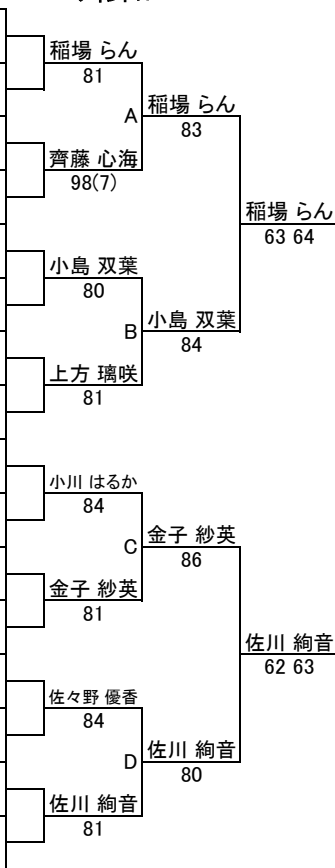 稲場 らん
81
A
稲場 らん
83
齊藤 心海
98(7)
稲場 らん
63 64
小島 双葉
80
B
小島 双葉
84
上方 璃咲
81
小川 はるか
84
C
金子 紗英
86
金子 紗英
81
佐川 絢音
62 63
佐々野 優香
84
D
佐川 絢音
80
佐川 絢音
81